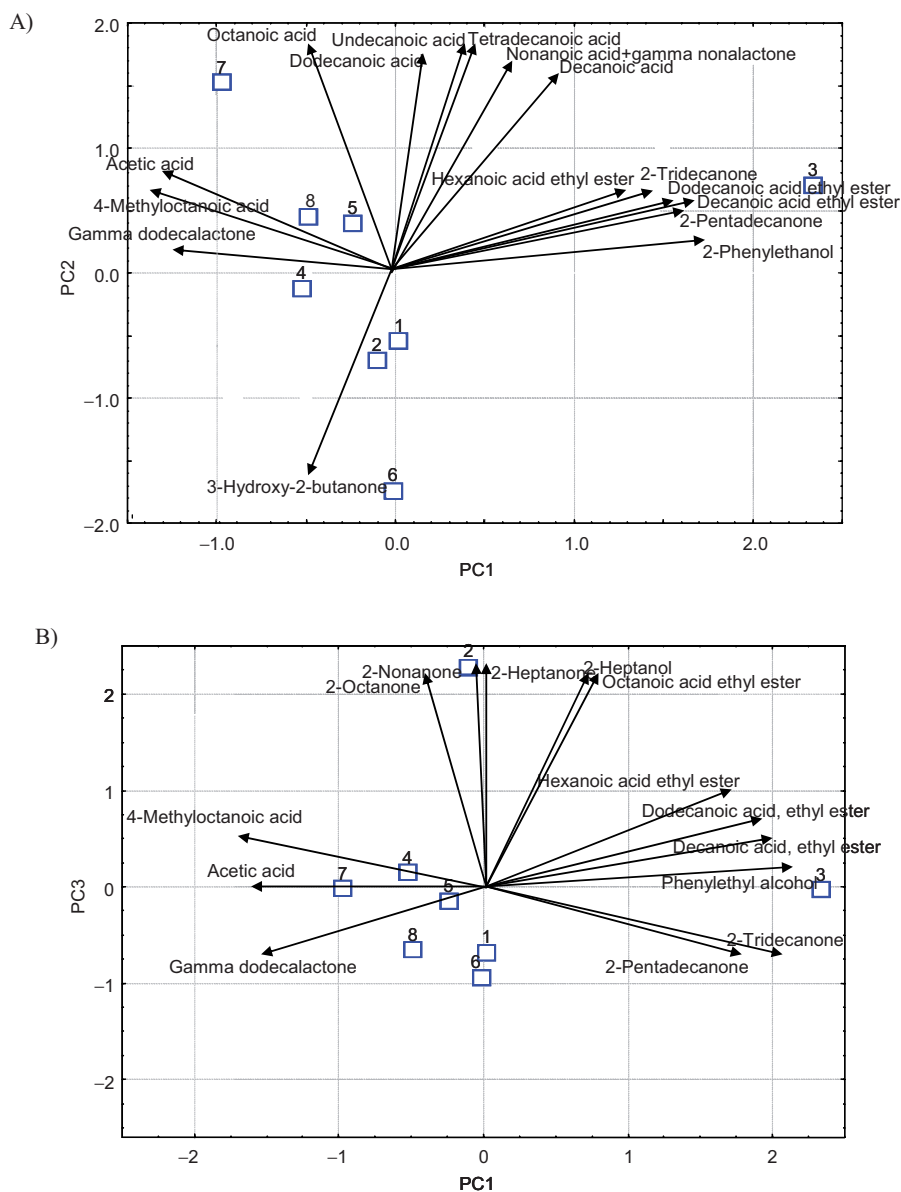 A)
2.0
Octanoic acid
Undecanoic acid
Tetradecanoic acid
Dodecanoic acid
Nonanoic acid+gamma nonalactone
Decanoic acid
7
1.0
Acetic acid
Hexanoic acid ethyl ester
2-Tridecanone
3
Dodecanoic acid ethyl ester
4-Methyloctanoic acid
8
5
Decanoic acid ethyl ester
2-Pentadecanone
Gamma dodecalactone
2-Phenylethanol
PC2
0.0
4
1
2
−1.0
3-Hydroxy-2-butanone
6
−2.0
−1.0
0.0
1.0
2.0
PC1
B)
2
2-Nonanone
2-Heptanone
2-Heptanol
2-Octanone
Octanoic acid ethyl ester
2
1
Hexanoic acid ethyl ester
4-Methyloctanoic acid
Dodecanoic acid, ethyl ester
Decanoic acid, ethyl ester
4
Acetic acid
7
5
Phenylethyl alcohol
3
PC3
0
8
1
2-Tridecanone
Gamma dodecalactone
6
2-Pentadecanone
−1
−2
−2
−1
0
1
2
PC1